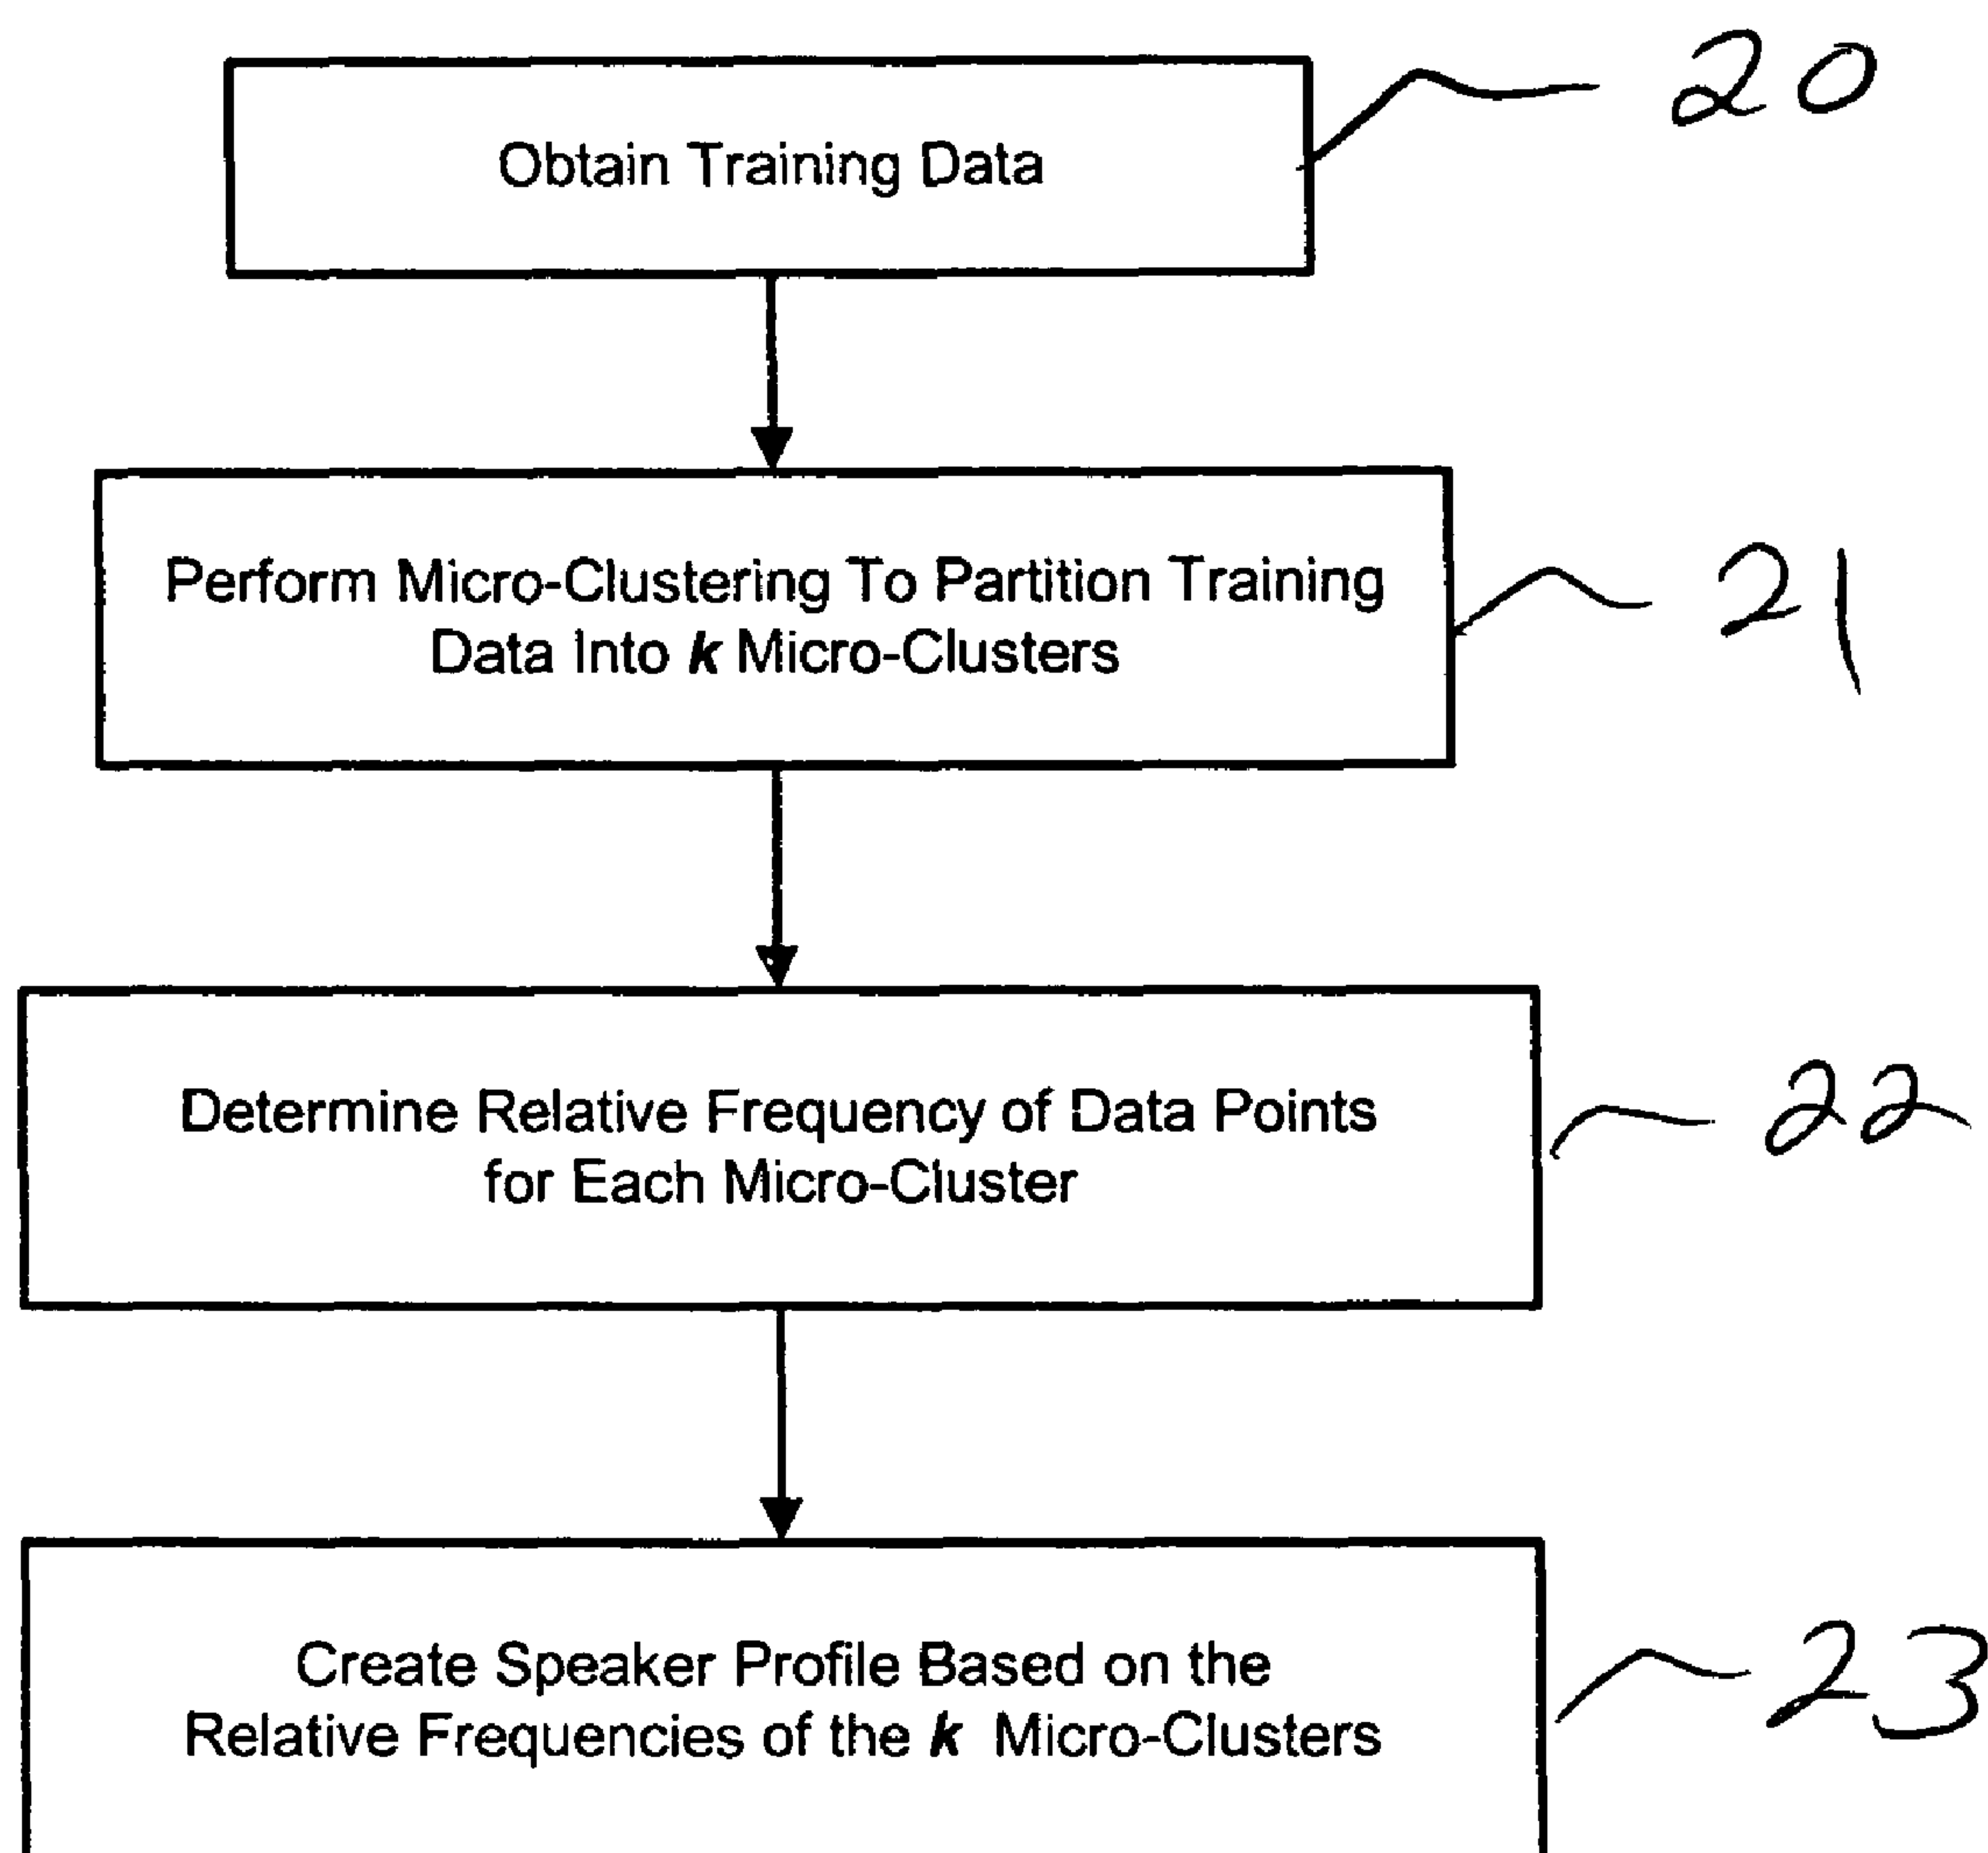 Obtain Training Data
20
Perform Micro-Clustering To Partition Training
Data Into k Micro-Clusters
21
Determine Relative Frequency of Data Points
for Each Micro-Cluster
22
Create Speaker Profile Based on the
Relative Frequencies of the k Micro-Clusters
23